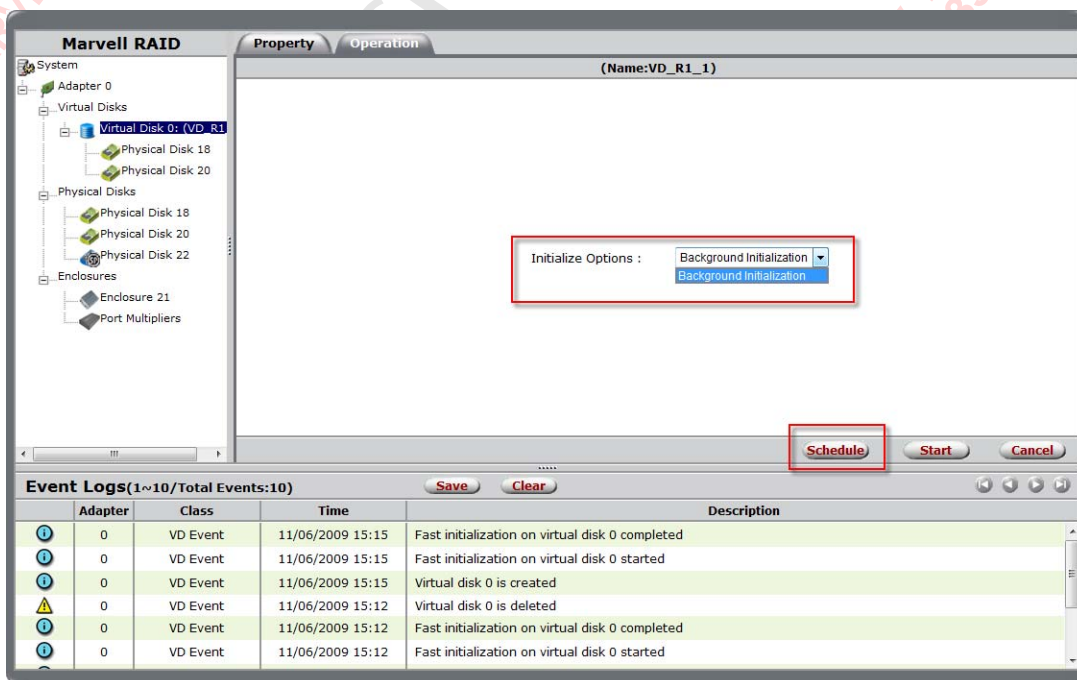 Marvell RAID
Property
Operation
System
(Name:VD_R1_1)
Adapter 0
Virtual Disks
Virtual Disk 0: (VD_R1
Physical Disk 18
Physical Disk 20
Physical Disks
Physical Disk 18
Physical Disk 20
Physical Disk 22
Enclosures
Enclosure 21
Port Multipliers
Initialize Options :
Background Initialization
Background Initialization
Schedule
Start
Cancel
Event Logs(1~10/Total Events:10)
Save
Clear
Adapter Class Time Description
0 VD Event 11/06/2009 15:15 Fast initialization on virtual disk 0 completed
0 VD Event 11/06/2009 15:15 Fast initialization on virtual disk 0 started
0 VD Event 11/06/2009 15:15 Virtual disk 0 is created
0 VD Event 11/06/2009 15:12 Virtual disk 0 is deleted
0 VD Event 11/06/2009 15:12 Fast initialization on virtual disk 0 completed
0 VD Event 11/06/2009 15:12 Fast initialization on virtual disk 0 started